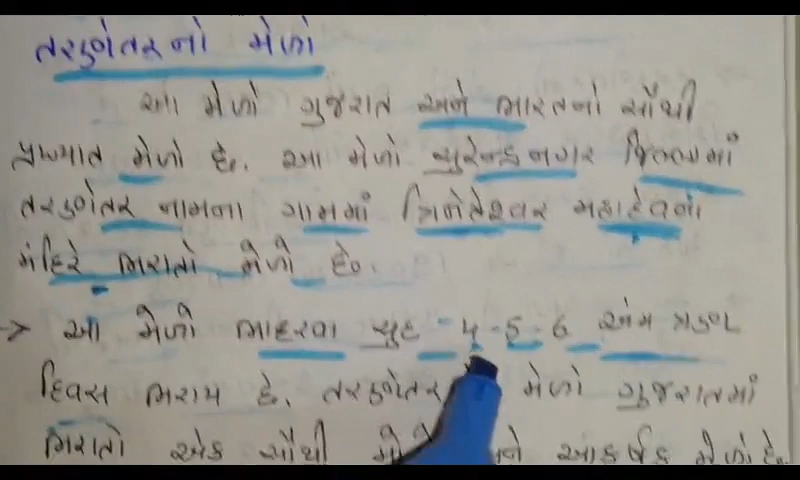 તરણેતરનો મેળો
આ મેળો ગુજરાત અને ભારતનો સૌથી
પ્રખ્યાત મેળો છે. આ મેળો સુરેન્દ્રનગર જિલ્લામાં
તરણેતર નામના ગામમાં ત્રિનેતેશ્વર મહાદેવના
મંદિરે ભરાતો મેળો છે.
→ આ મેળો ભાદરવા સુદ - ૪ - ૫ - ૬ એમ ત્રણ
દિવસ ભરાય છે. તરણેતર મેળો ગુજરાતમાં
ભરાતો એક સૌથી અને આકર્ષક મેળો છે.